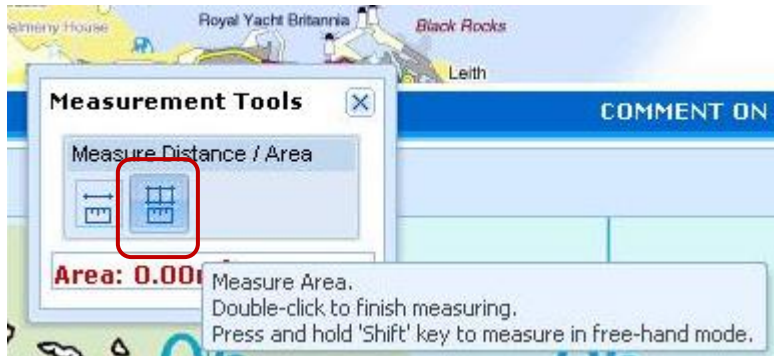 Royal Yacht Britannia
Black Rocks
House
Leith
Measurement Tools
COMMENT ON
Measure Distance / Area
Area: 0.00
Measure Area.
Double-click to finish measuring.
Press and hold 'Shift' key to measure in free-hand mode.